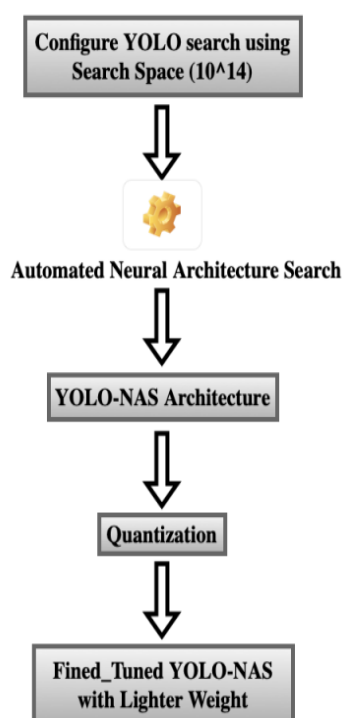 Configure YOLO search using
Search Space (10^14)
Automated Neural Architecture Search
YOLO-NAS Architecture
Quantization
Fined_Tuned YOLO-NAS
with Lighter Weight